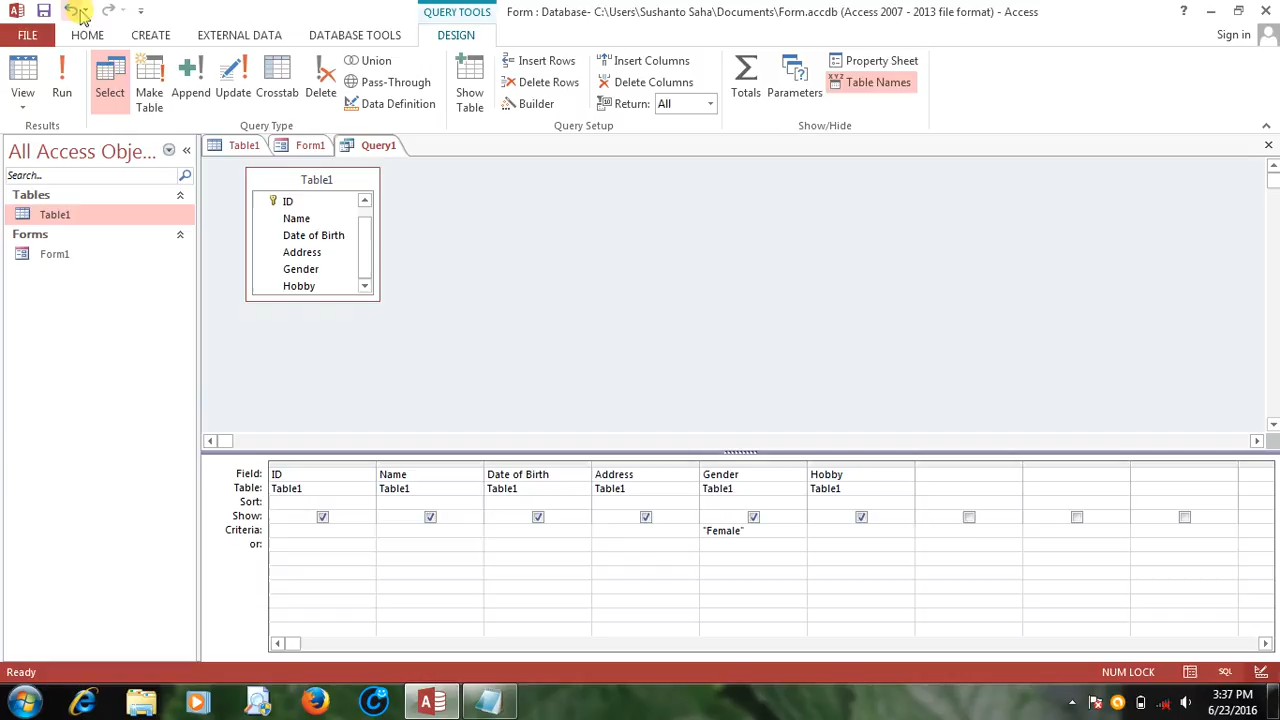 QUERY TOOLS
Form : Database- C:\Users\Sushanto Saha\Documents\Form.accdb (Access 2007 - 2013 file format) - Access
?
FILE
HOME
CREATE
EXTERNAL DATA
DATABASE TOOLS
DESIGN
Sign in
View
Run
Select
Make
Table
Append
Update
Crosstab
Delete
Union
Pass-Through
Data Definition
Show
Table
Insert Rows
Delete Rows
Builder
Insert Columns
Delete Columns
Return: All
Totals
Parameters
Property Sheet
XYZ
Table Names
Results
Query Type
Query Setup
Show/Hide
All Access Obje...
Search...
Tables
Table1
Forms
Form1
Table1
Form1
Query1
Table1
ID
Name
Date of Birth
Address
Gender
Hobby
Field: ID Name Date of Birth Address Gender Hobby
Table: Table1 Table1 Table1 Table1 Table1 Table1
Sort:
Show:
Criteria: "Female"
or:
Ready
NUM LOCK
SQL
3:37 PM
6/23/2016